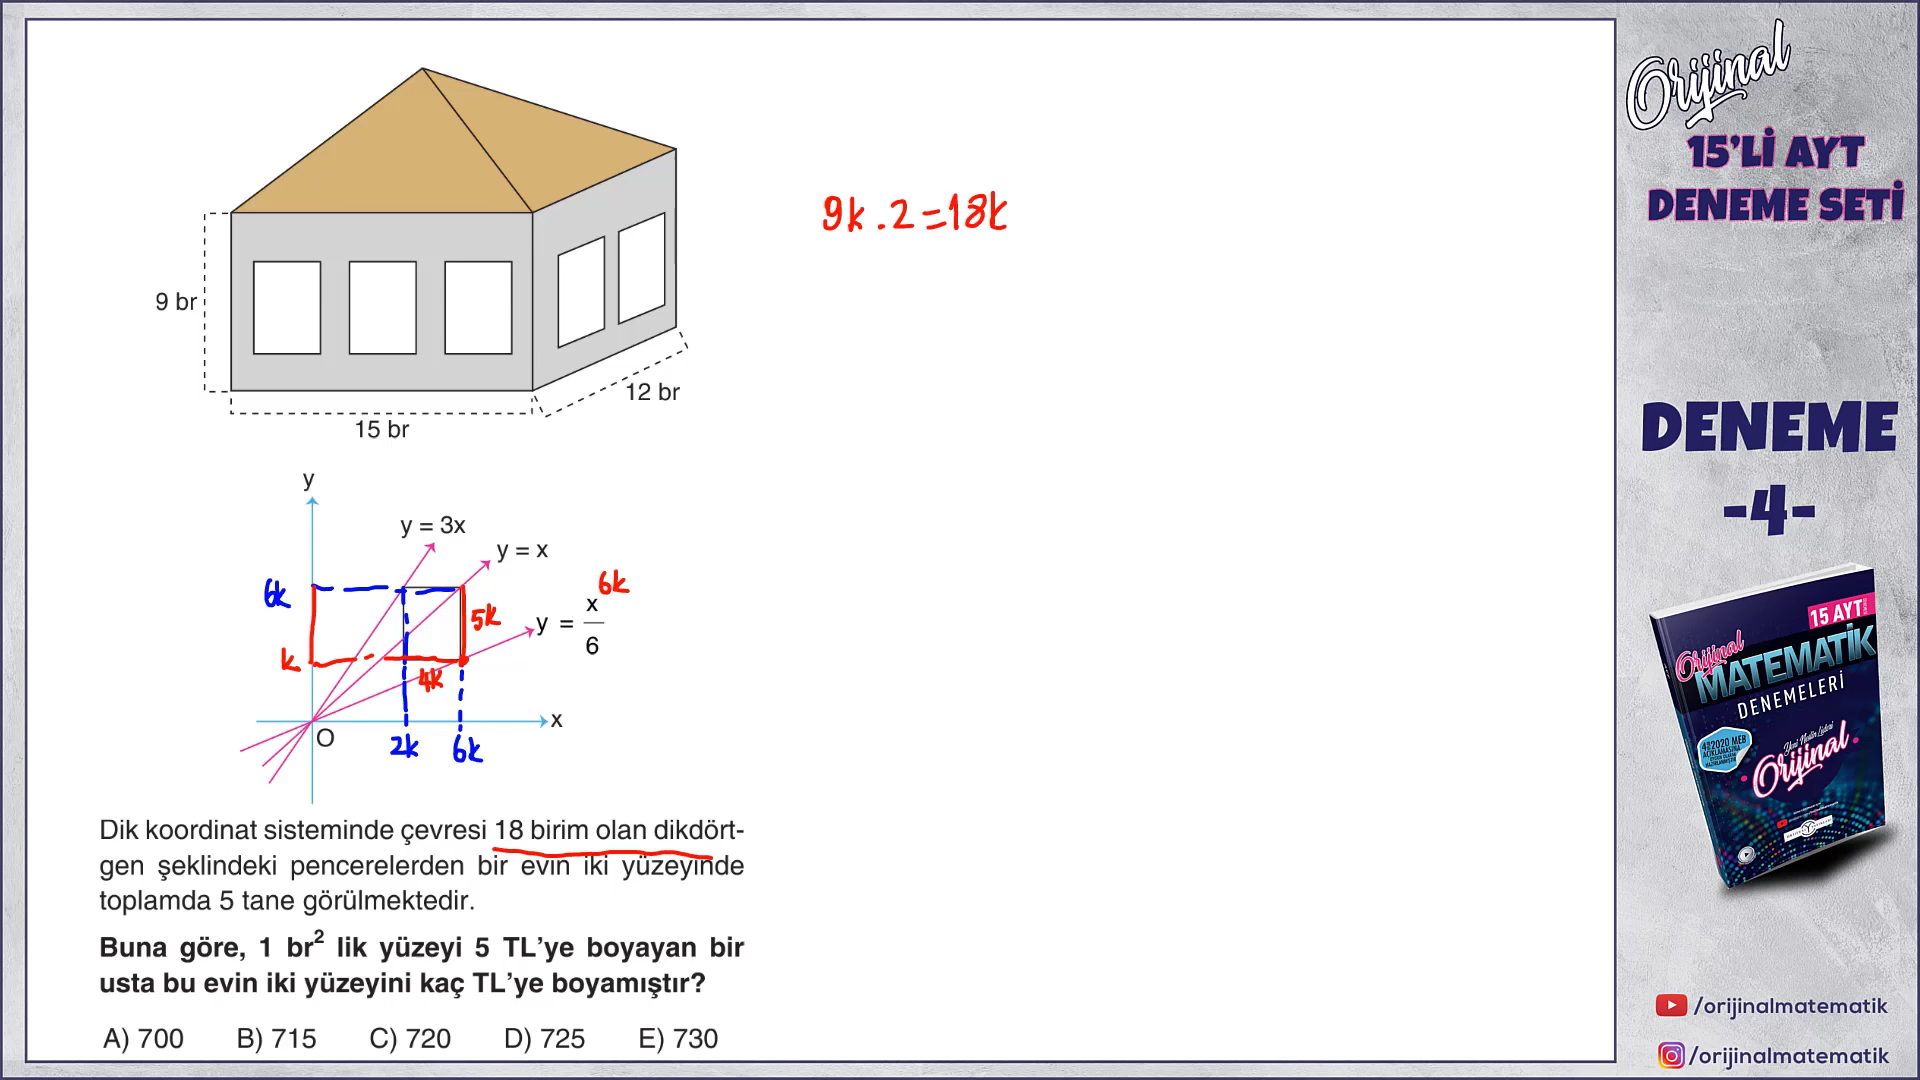 9 br
15 br
12 br
9k . 2 = 18k
y
y = 3x
y = x
6k
6k
5k
y = x/6
k
4k
x
O
2k
6k
Dik koordinat sisteminde çevresi 18 birim olan dikdört-
gen şeklindeki pencerelerden bir evin iki yüzeyinde
toplamda 5 tane görülmektedir.
Buna göre, 1 br² lik yüzeyi 5 TL’ye boyayan bir
usta bu evin iki yüzeyini kaç TL’ye boyamıştır?
A) 700 B) 715 C) 720 D) 725 E) 730
Orijinal
15’Lİ AYT
DENEME SETİ
DENEME
-4-
15 AYT
Orijinal
MATEMATİK
DENEMELERİ
Orijinal
/orijinalmatematik
/orijinalmatematik